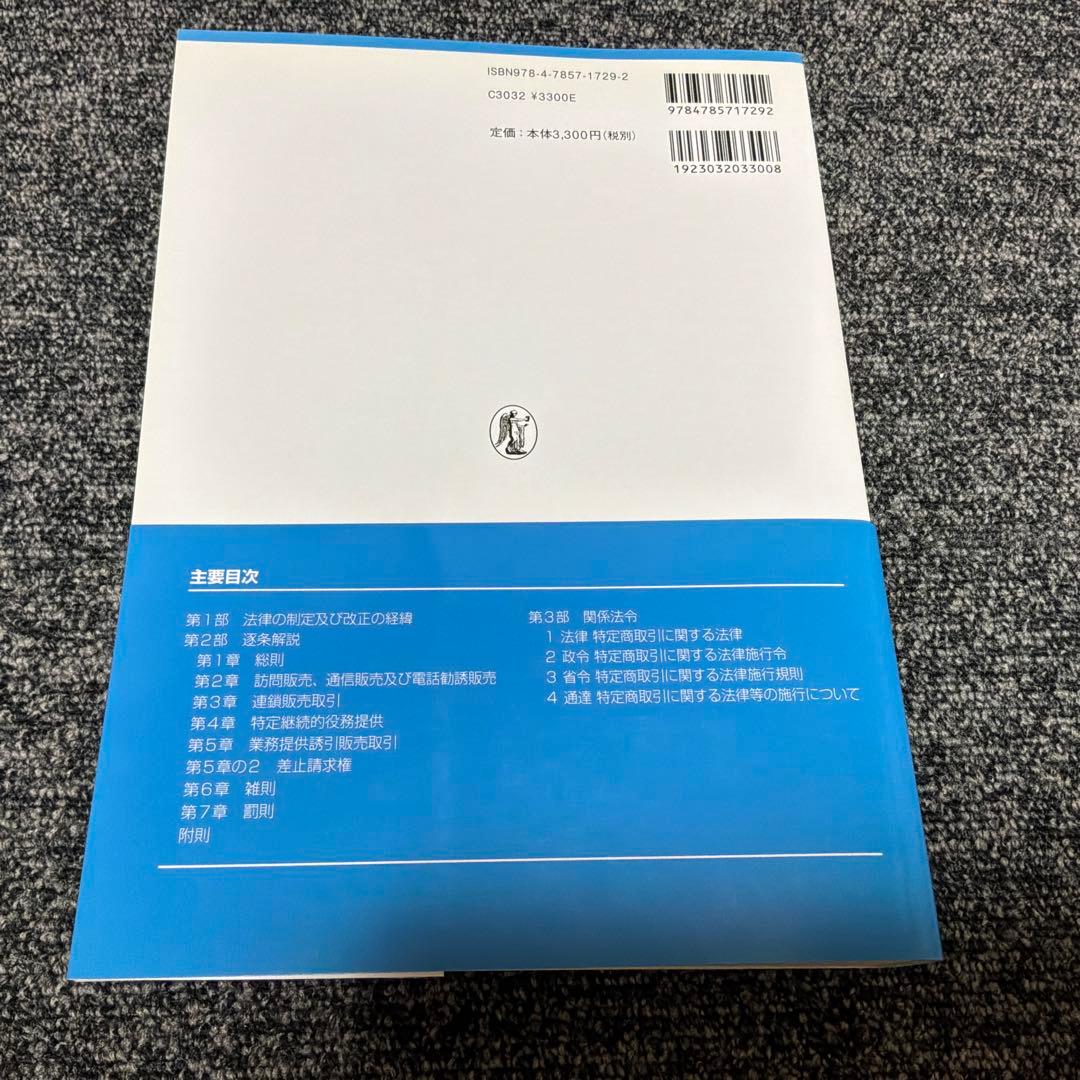 ISBN978-4-7857-1729-2
C3032 ¥3300E
定価：本体3,300円(税別)
9784785717292
1923032033008
主要目次
第1部 法律の制定及び改正の経緯
第2部 逐条解説
第1章 総則
第2章 訪問販売、通信販売及び電話勧誘販売
第3章 連鎖販売取引
第4章 特定継続的役務提供
第5章 業務提供誘引販売取引
第5章の2 差止請求権
第6章 雑則
第7章 罰則
附則
第3部 関係法令
1 法律 特定商取引に関する法律
2 政令 特定商取引に関する法律施行令
3 省令 特定商取引に関する法律施行規則
4 通達 特定商取引に関する法律等の施行について